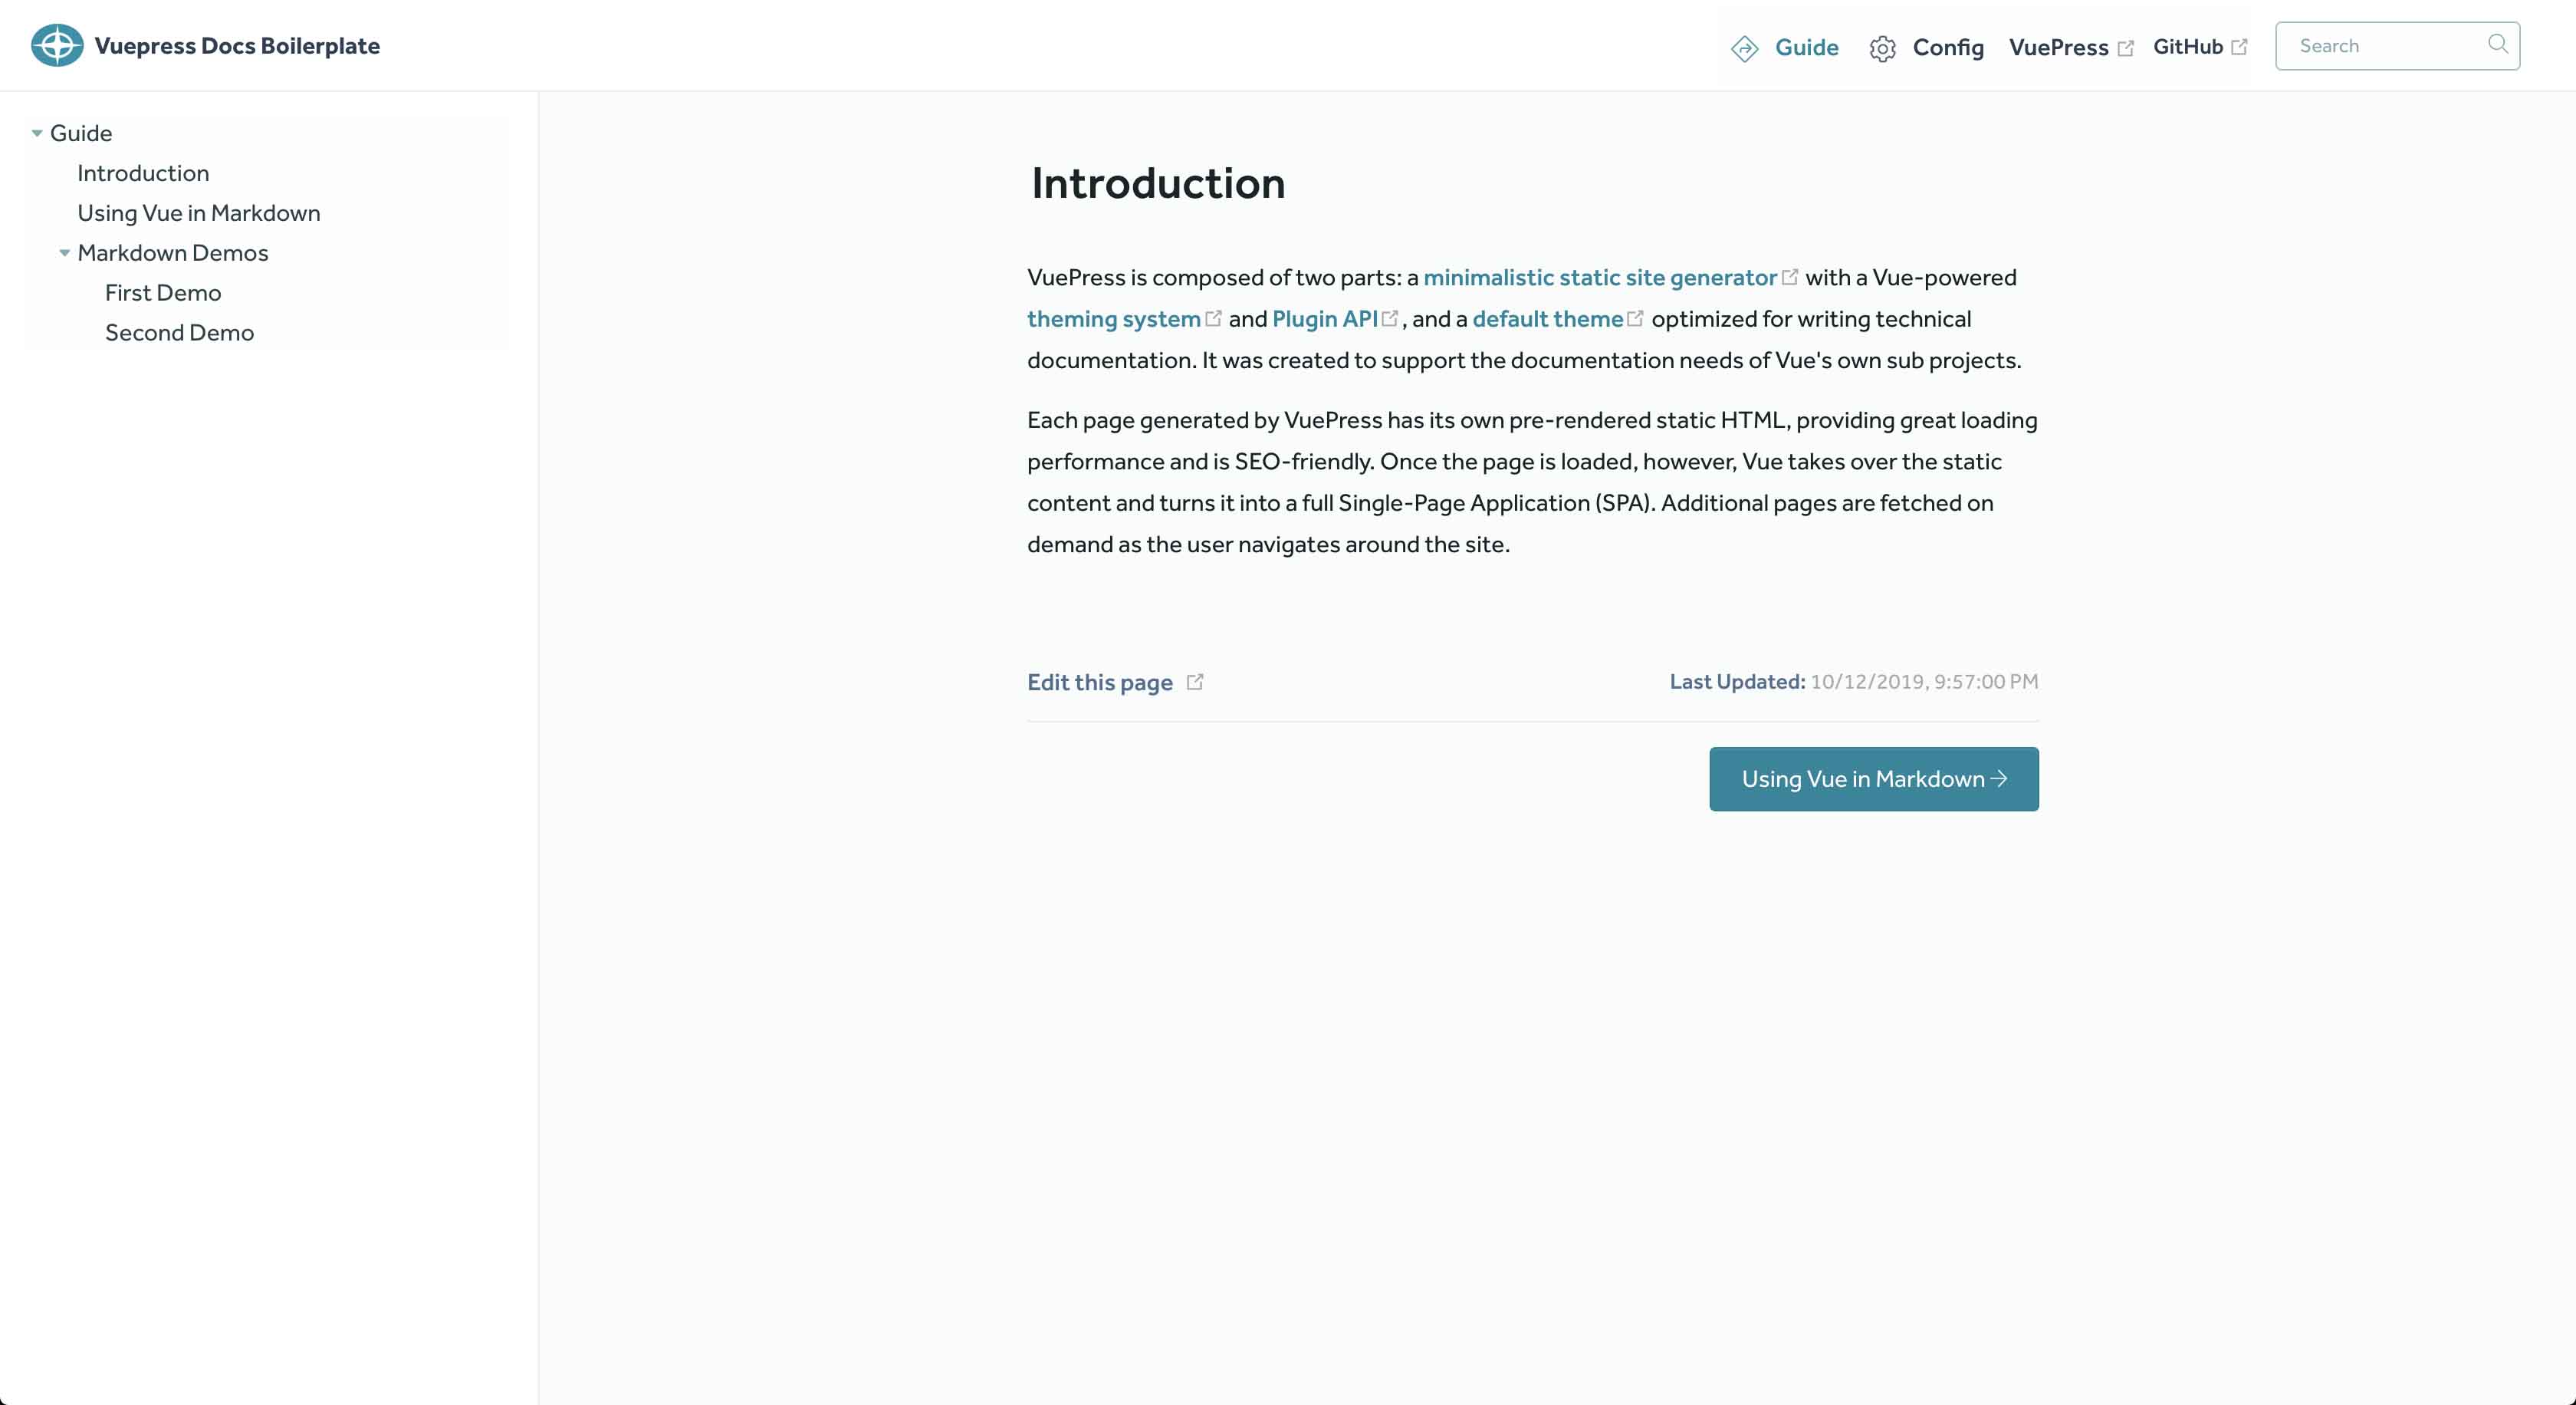 Vuepress Docs Boilerplate
Guide
Config
VuePress
GitHub
Search
Guide
Introduction
Using Vue in Markdown
Markdown Demos
First Demo
Second Demo
Introduction
VuePress is composed of two parts: a minimalistic static site generator with a Vue-powered
theming system and Plugin API, and a default theme optimized for writing technical
documentation. It was created to support the documentation needs of Vue's own sub projects.
Each page generated by VuePress has its own pre-rendered static HTML, providing great loading
performance and is SEO-friendly. Once the page is loaded, however, Vue takes over the static
content and turns it into a full Single-Page Application (SPA). Additional pages are fetched on
demand as the user navigates around the site.
Edit this page
Last Updated: 10/12/2019, 9:57:00 PM
Using Vue in Markdown →